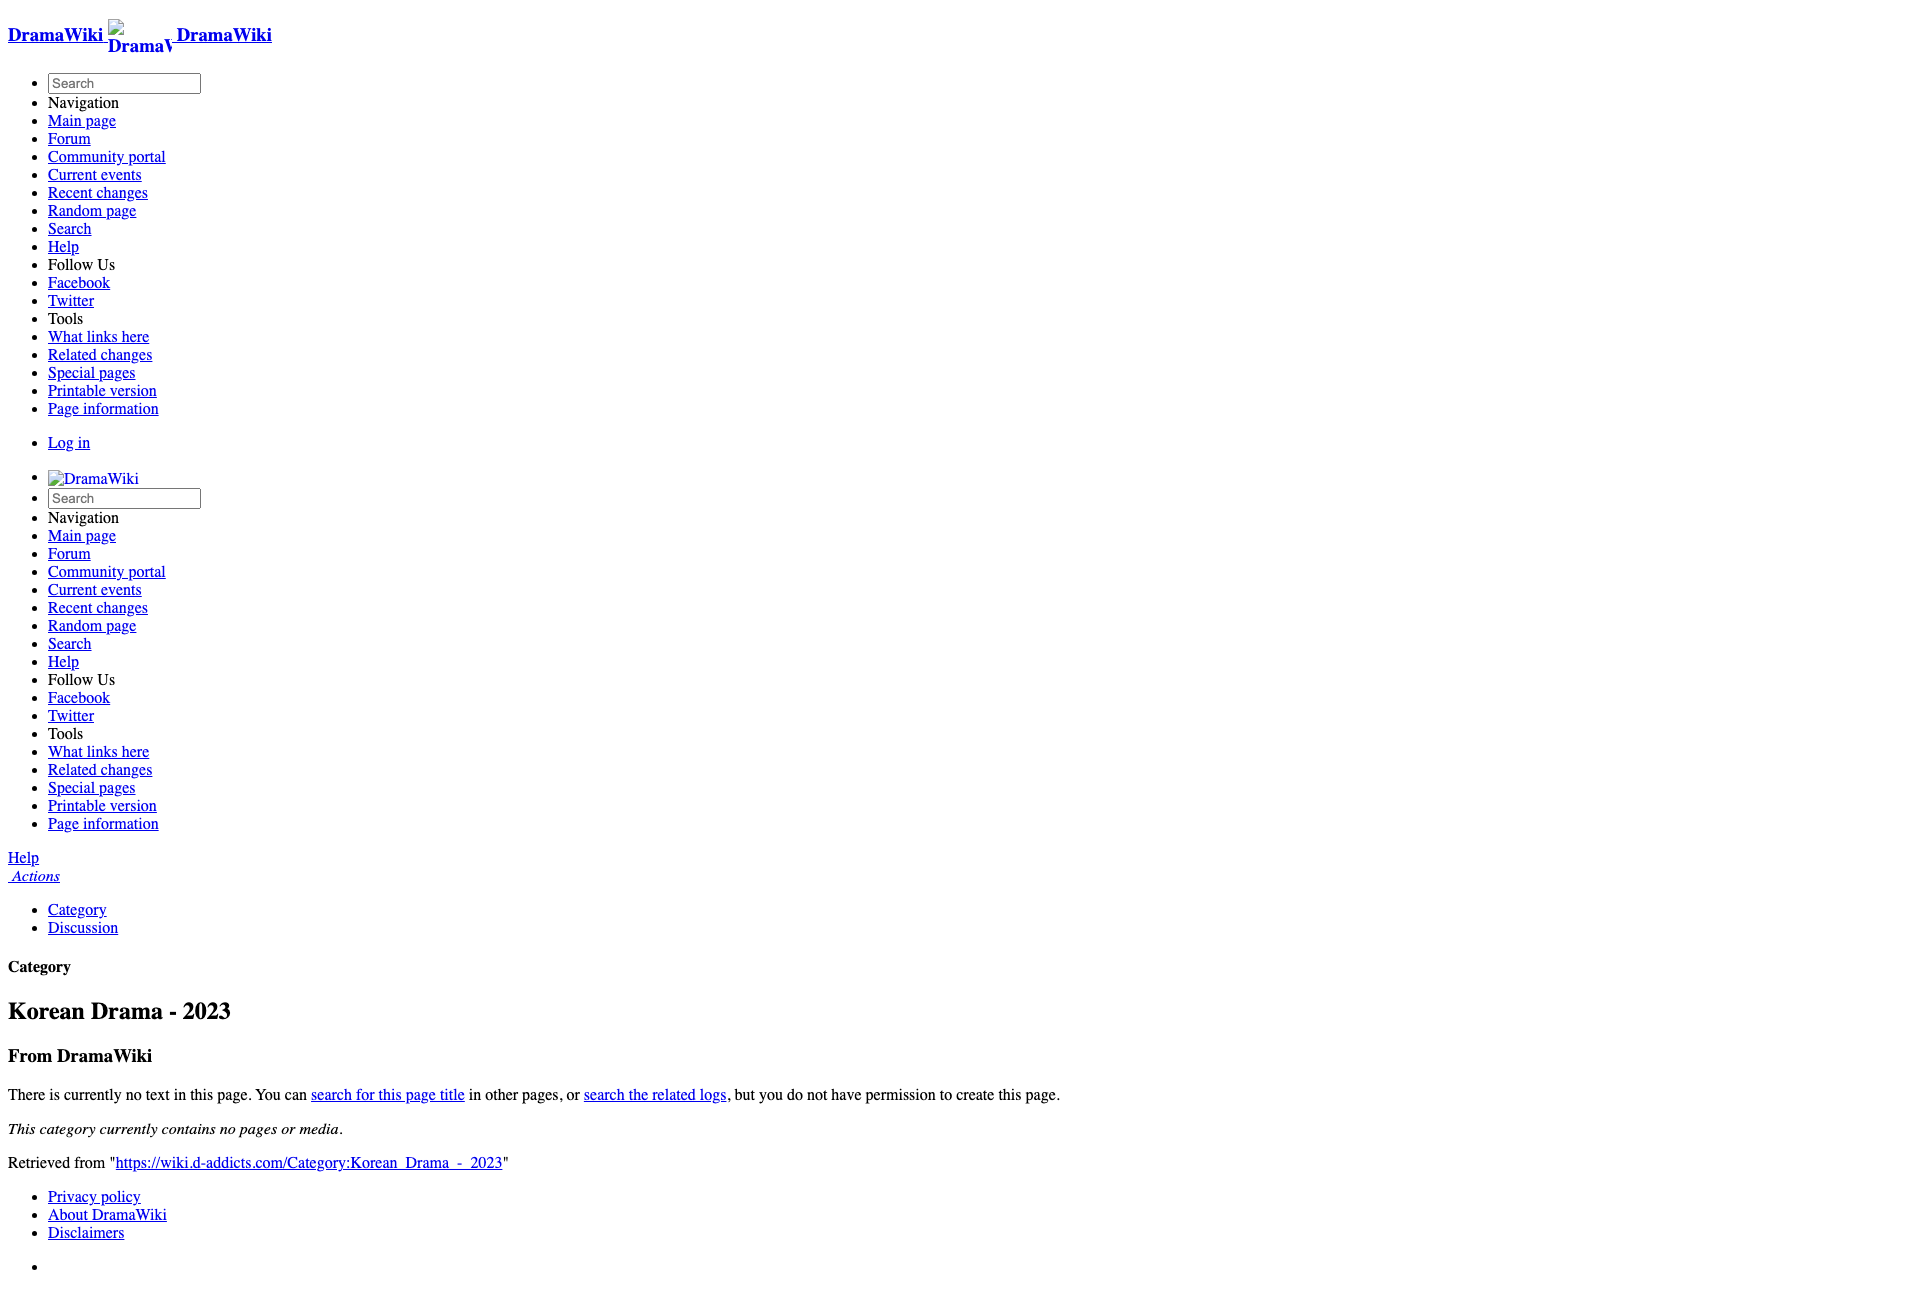 DramaWiki DramaW DramaWiki
Search
Navigation
Main page
Forum
Community portal
Current events
Recent changes
Random page
Search
Help
Follow Us
Facebook
Twitter
Tools
What links here
Related changes
Special pages
Printable version
Page information
Log in
DramaWiki
Search
Navigation
Main page
Forum
Community portal
Current events
Recent changes
Random page
Search
Help
Follow Us
Facebook
Twitter
Tools
What links here
Related changes
Special pages
Printable version
Page information
Help
Actions
Category
Discussion
Category
Korean Drama - 2023
From DramaWiki
There is currently no text in this page. You can search for this page title in other pages, or search the related logs, but you do not have permission to create this page.
This category currently contains no pages or media.
Retrieved from "https://wiki.d-addicts.com/Category:Korean_Drama_-_2023"
Privacy policy
About DramaWiki
Disclaimers